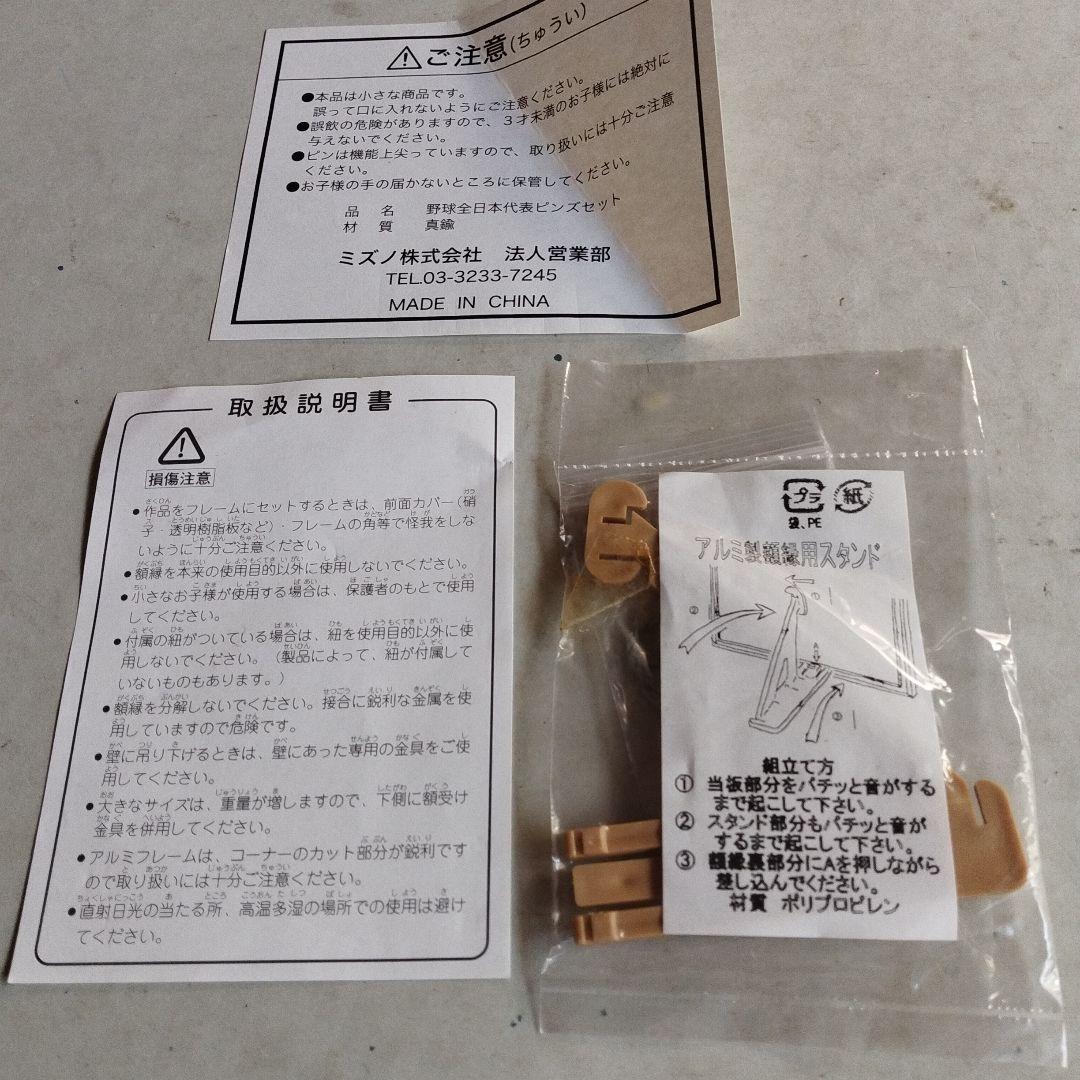 ⚠ご注意(ちゅうい)
●本品は小さな商品です。
誤って口に入れないようにご注意ください。
●誤飲の危険がありますので、3才未満のお子様には絶対に
与えないでください。
●ピンは機能上尖っていますので、取り扱いには十分ご注意
ください。
●お子様の手の届かないところに保管してください。
品 名 野球全日本代表ピンズセット
材 質 真鍮
ミズノ株式会社 法人営業部
TEL.03-3233-7245
MADE IN CHINA
取扱説明書
損傷注意
●作品をフレームにセットするときは、前面カバー(硝
子・透明樹脂板など)・フレームの角等で怪我をしな
いように十分ご注意ください。
●額縁を本来の使用目的以外に使用しないでください。
●小さなお子様が使用する場合は、保護者のもとで使用
してください。
●付属の紐がついている場合は、紐を使用目的以外に使
用しないでください。(製品によって、紐が付属して
いないものもあります。)
●額縁を分解しないでください。接合に鋭利な金属を使
用していますので危険です。
●壁に吊り下げるときは、壁にあった専用の金具をご使
用してください。
●大きなサイズは、重量が増しますので、下側に額受け
金具を併用してください。
●アルミフレームは、コーナーのカット部分が鋭利です
ので取り扱いには十分ご注意ください。
●直射日光の当たる所、高温多湿の場所での使用は避け
てください。
プラ 紙
袋、PE
アルミ製額縁用スタンド
① ② A ③
組立て方
① 当板部分をパチッと音がする
まで起こして下さい。
② スタンド部分もパチッと音が
するまで起こして下さい。
③ 額縁裏部分にAを押しながら
差し込んでください。
材質 ポリプロピレン